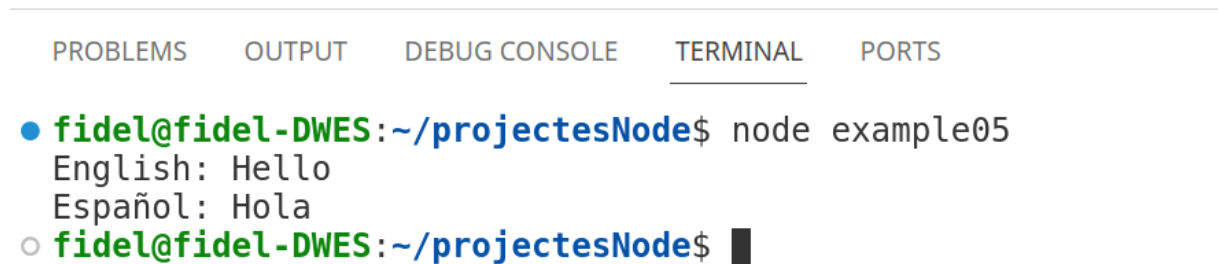 PROBLEMS OUTPUT DEBUG CONSOLE TERMINAL PORTS
fidel@fidel-DWES:~/projectesNode$ node example05
English: Hello
Español: Hola
fidel@fidel-DWES:~/projectesNode$